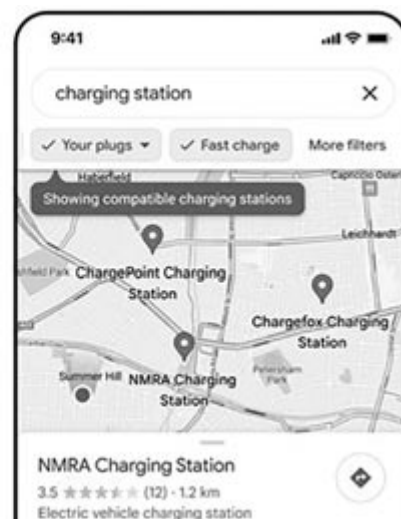 9:41
charging station
Your plugs
Fast charge
More filters
Haberfield
Showing compatible charging stations
Leichhardt
ChargePoint Charging
Station
Chargefox Charging
Station
Summer Hill
NMRA Charging
Station
Petersham
Park
NMRA Charging Station
3.5 ★★★★★ (12) · 1.2 km
Electric vehicle charging station